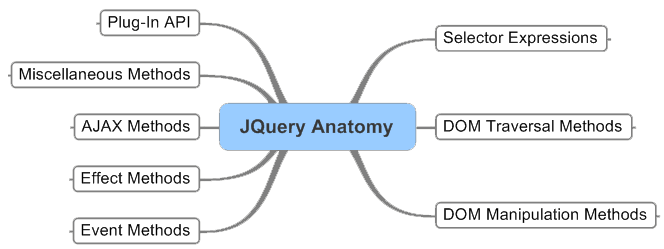 Plug-In API
Selector Expressions
Miscellaneous Methods
JQuery Anatomy
AJAX Methods
DOM Traversal Methods
Effect Methods
DOM Manipulation Methods
Event Methods